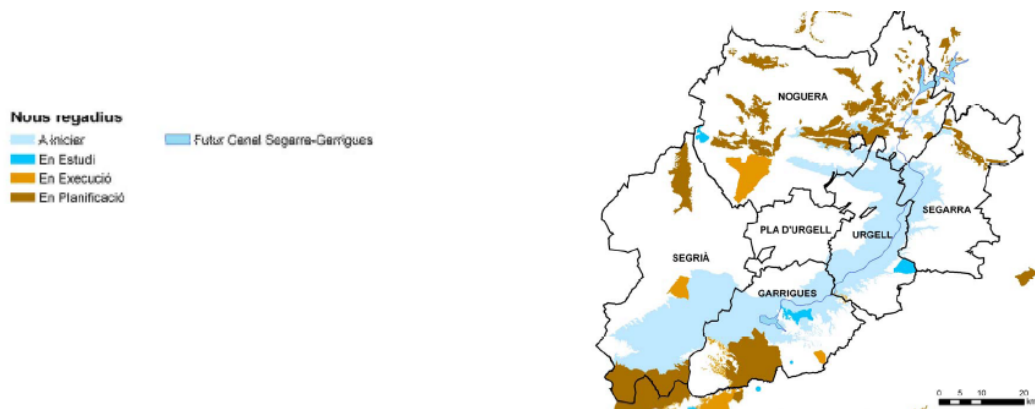 Nous regadius
A iniciar
Futur Canal Segarra-Garrigues
En Estudi
En Execució
En Planificació
NOGUERA
SEGARRA
PLA D'URGELL
URGELL
SEGRIÀ
GARRIGUES
0 5 10 20